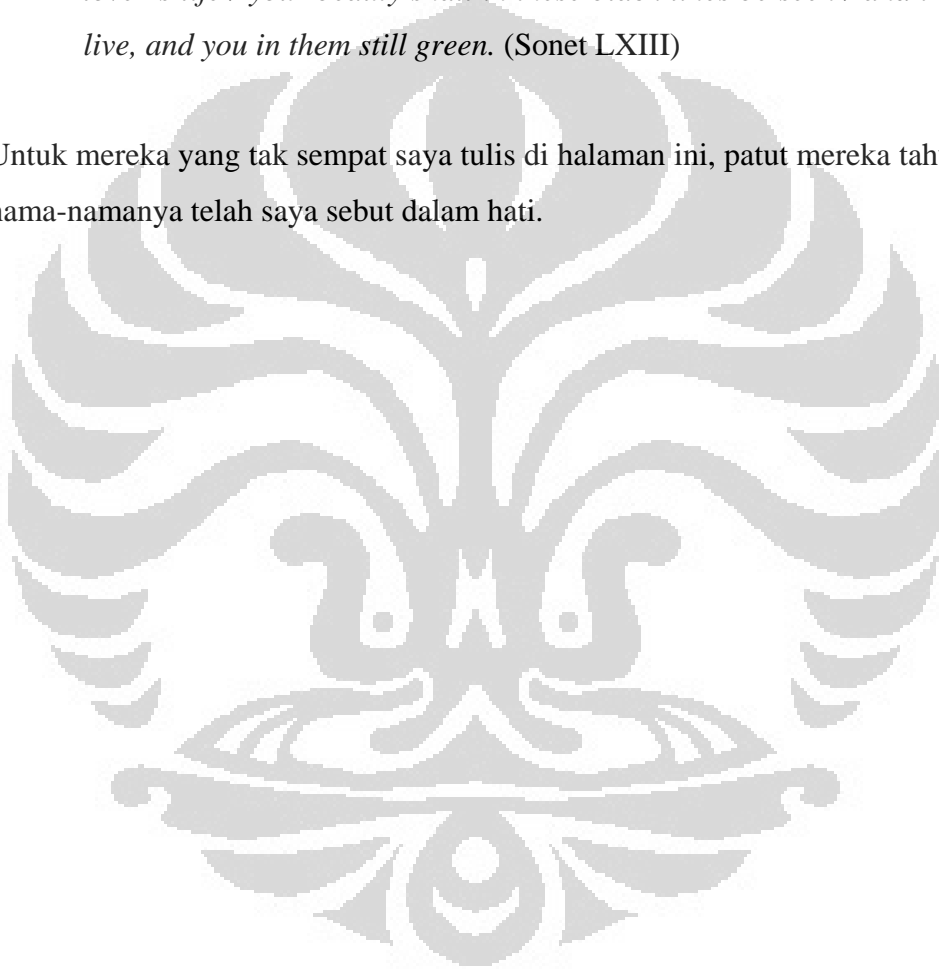 live, and you in them still green. (Sonet LXIII)
Untuk mereka yang tak sempat saya tulis di halaman ini, patut mereka tah
nama-namanya telah saya sebut dalam hati.